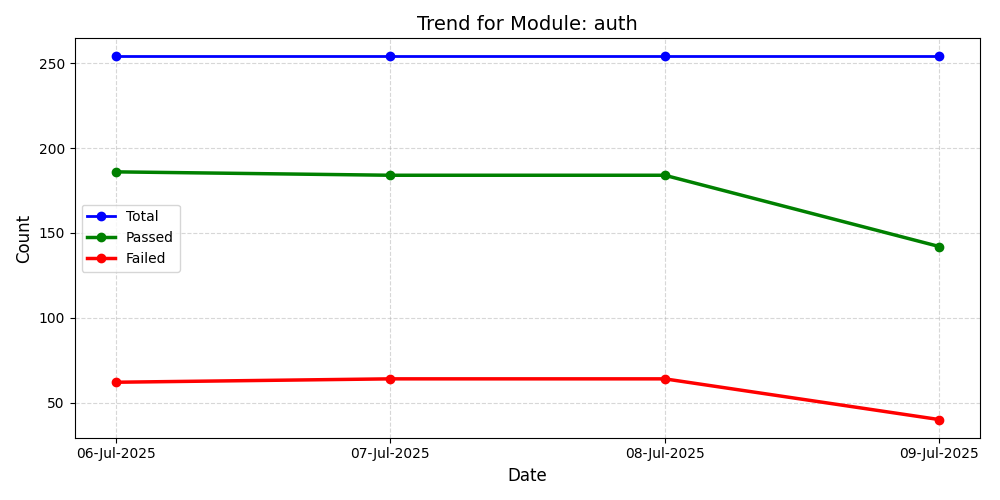 Trend for Module: auth
250
200
150
100
50
Count
Total
Passed
Failed
06-Jul-2025
07-Jul-2025
08-Jul-2025
09-Jul-2025
Date